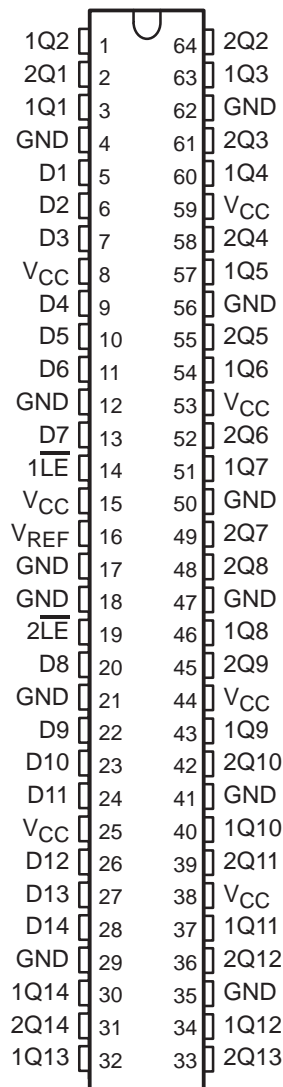 1Q2 1 64 2Q2
2Q1 2 63 1Q3
1Q1 3 62 GND
GND 4 61 2Q3
D1 5 60 1Q4
D2 6 59 VCC
D3 7 58 2Q4
VCC 8 57 1Q5
D4 9 56 GND
D5 10 55 2Q5
D6 11 54 1Q6
GND 12 53 VCC
D7 13 52 2Q6
1L̅E̅ 14 51 1Q7
VCC 15 50 GND
VREF 16 49 2Q7
GND 17 48 2Q8
GND 18 47 GND
2L̅E̅ 19 46 1Q8
D8 20 45 2Q9
GND 21 44 VCC
D9 22 43 1Q9
D10 23 42 2Q10
D11 24 41 GND
VCC 25 40 1Q10
D12 26 39 2Q11
D13 27 38 VCC
D14 28 37 1Q11
GND 29 36 2Q12
1Q14 30 35 GND
2Q14 31 34 1Q12
1Q13 32 33 2Q13